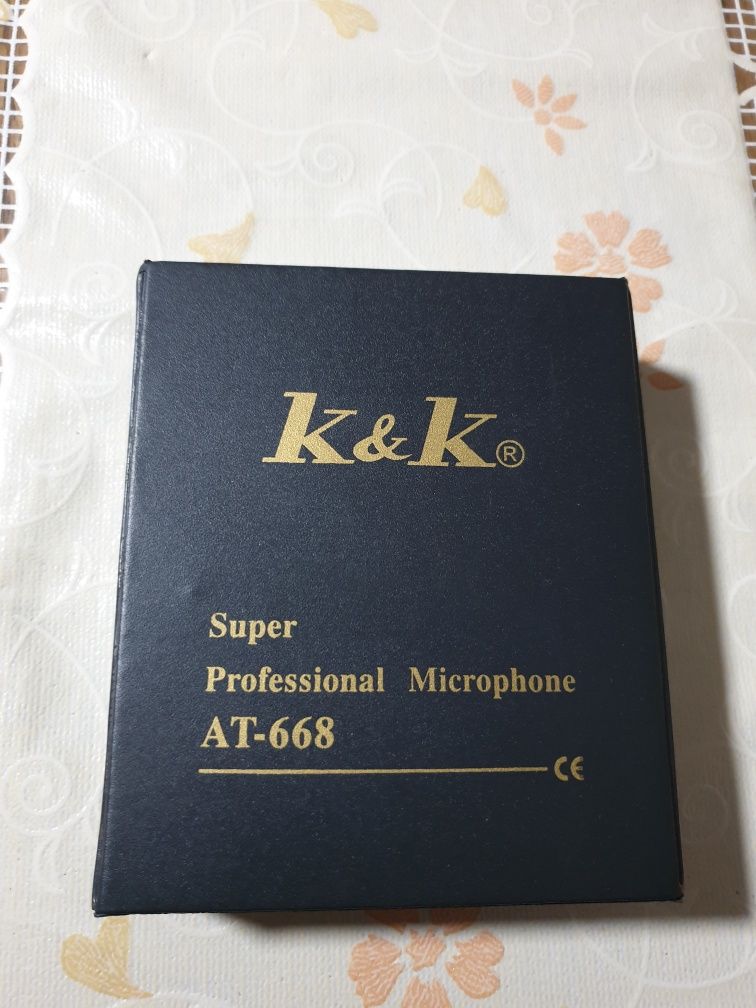 K&K®
Super
Professional Microphone
AT-668
CE